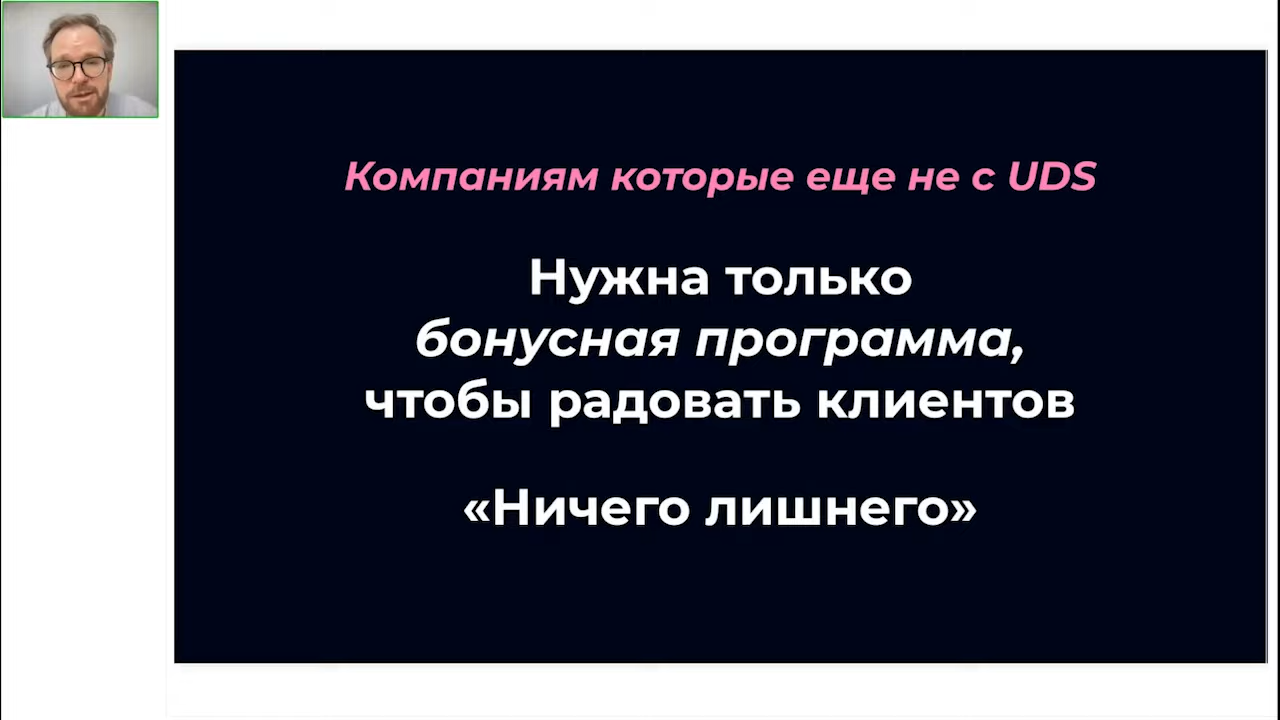 Компаниям которые еще не с UDS
Нужна только
бонусная программа,
чтобы радовать клиентов
«Ничего лишнего»